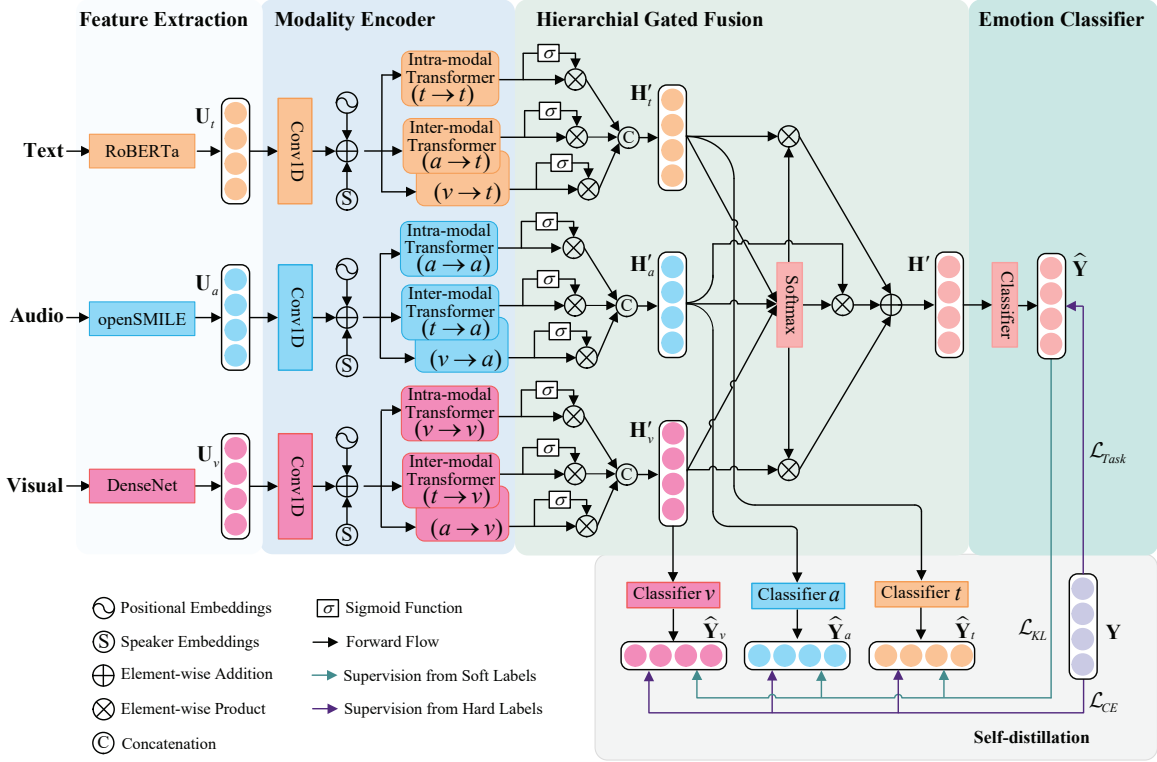 Feature Extraction
Modality Encoder
Hierarchial Gated Fusion
Emotion Classifier
Text
RoBERTa
U_t
Conv1D
S
Intra-modal
Transformer
(t → t)
Inter-modal
Transformer
(a → t)
(v → t)
σ
σ
σ
C
H'_t
Audio
openSMILE
U_a
Conv1D
S
Intra-modal
Transformer
(a → a)
Inter-modal
Transformer
(t → a)
(v → a)
σ
σ
σ
C
H'_a
Softmax
H'
Classifier
Ŷ
Visual
DenseNet
U_v
Conv1D
S
Intra-modal
Transformer
(v → v)
Inter-modal
Transformer
(t → v)
(a → v)
σ
σ
σ
C
H'_v
ℒ_Task
Classifier v
Classifier a
Classifier t
Ŷ_v
Ŷ_a
Ŷ_t
ℒ_KL
Y
ℒ_CE
Self-distillation
Positional Embeddings
S Speaker Embeddings
Element-wise Addition
Element-wise Product
C Concatenation
σ Sigmoid Function
Forward Flow
Supervision from Soft Labels
Supervision from Hard Labels